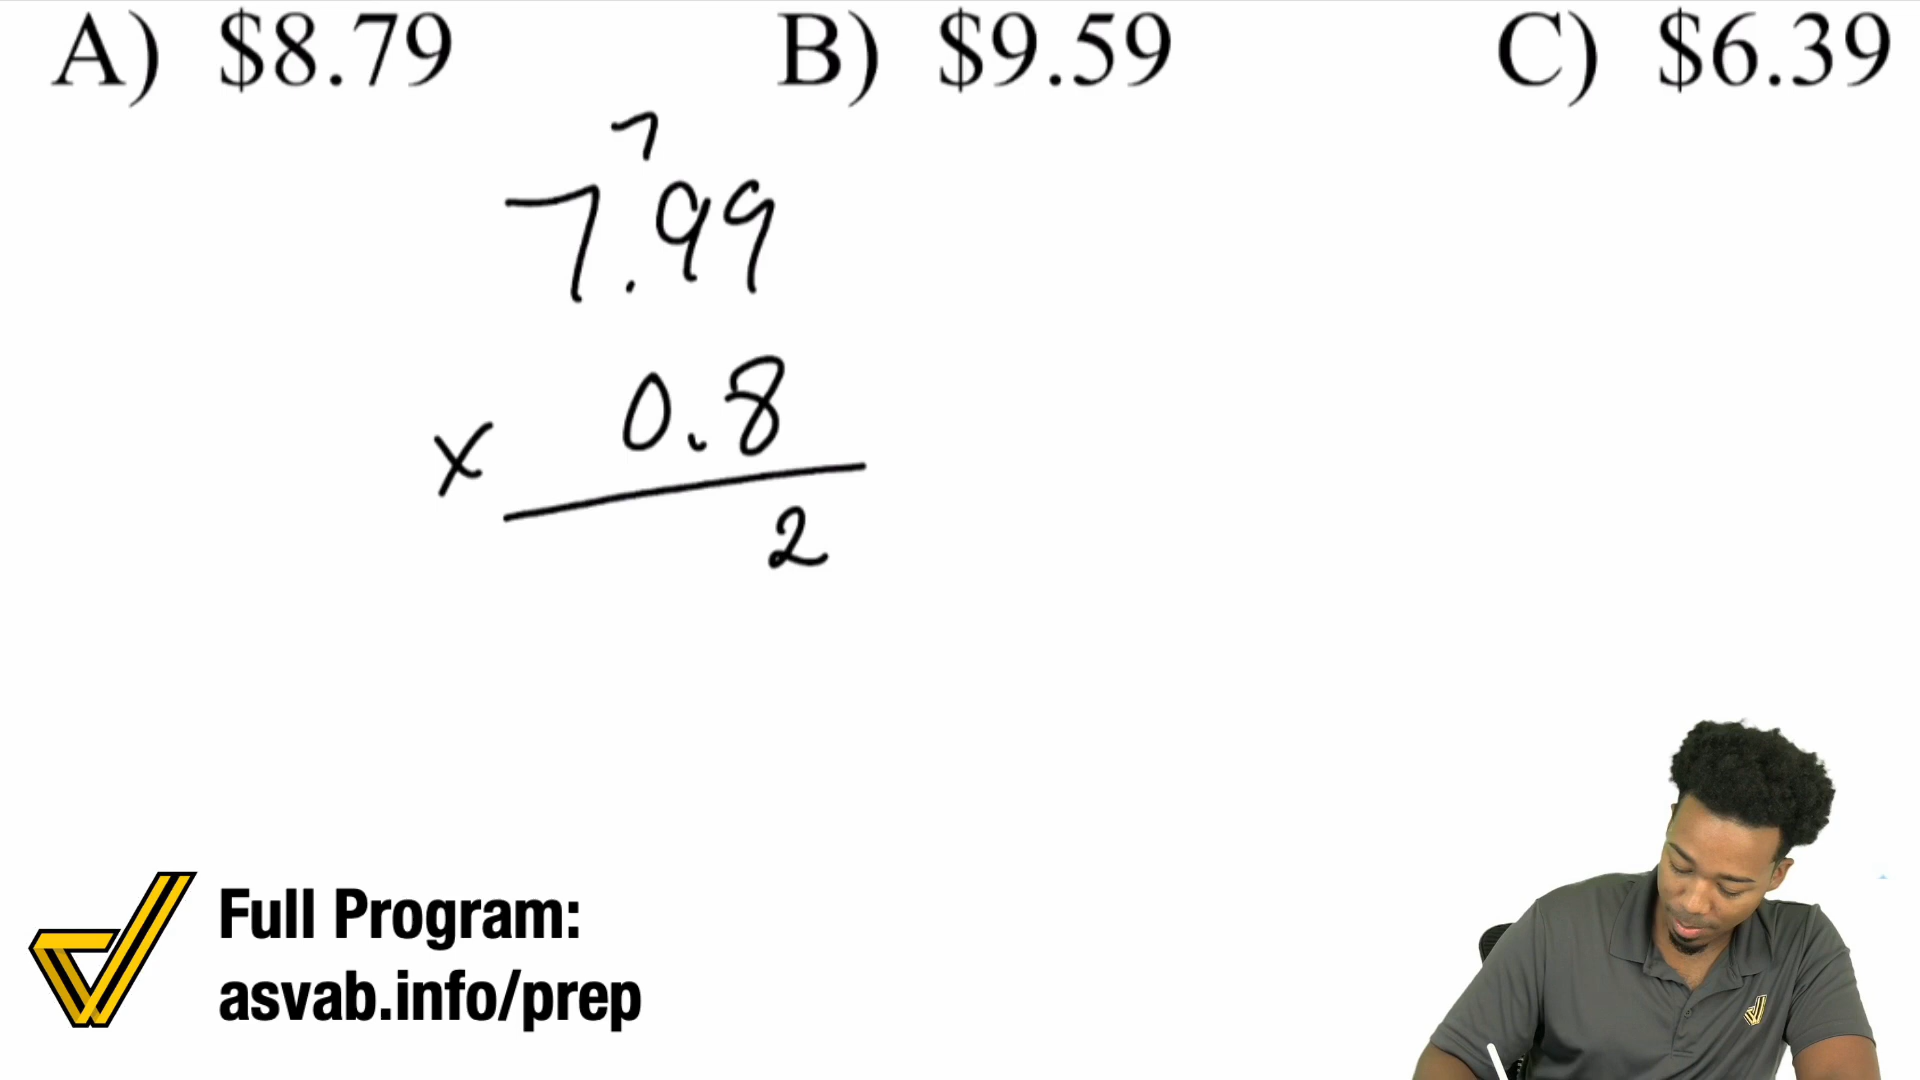 A) $8.79 B) $9.59 C) $6.39
7
7.99
x 0.8
2
Full Program:
asvab.info/prep